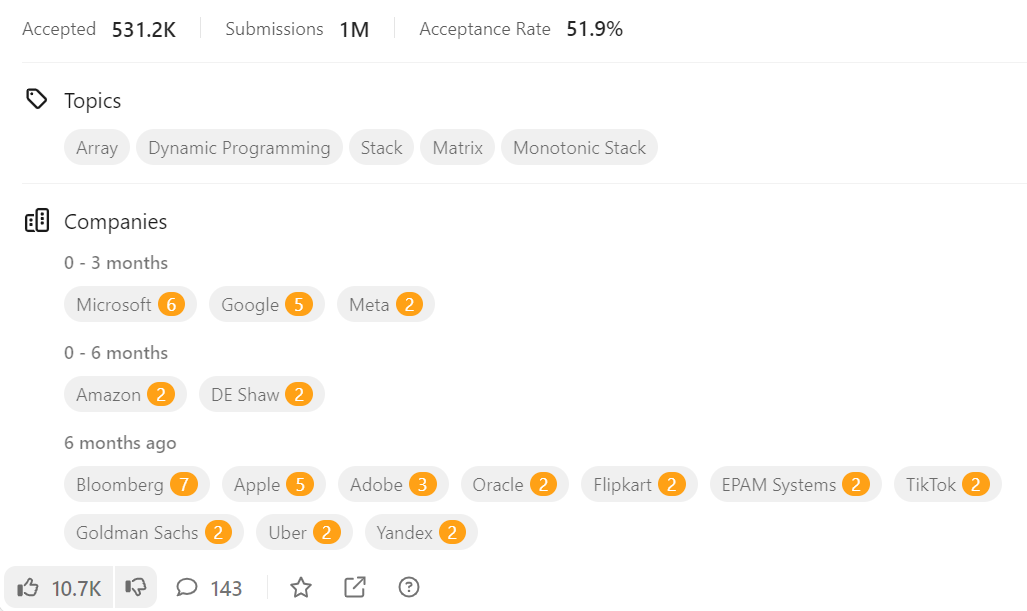 Accepted 531.2K Submissions 1M Acceptance Rate 51.9%
Topics
Array Dynamic Programming Stack Matrix Monotonic Stack
Companies
0 - 3 months
Microsoft 6 Google 5 Meta 2
0 - 6 months
Amazon 2 DE Shaw 2
6 months ago
Bloomberg 7 Apple 5 Adobe 3 Oracle 2 Flipkart 2 EPAM Systems 2 TikTok 2
Goldman Sachs 2 Uber 2 Yandex 2
10.7K 143